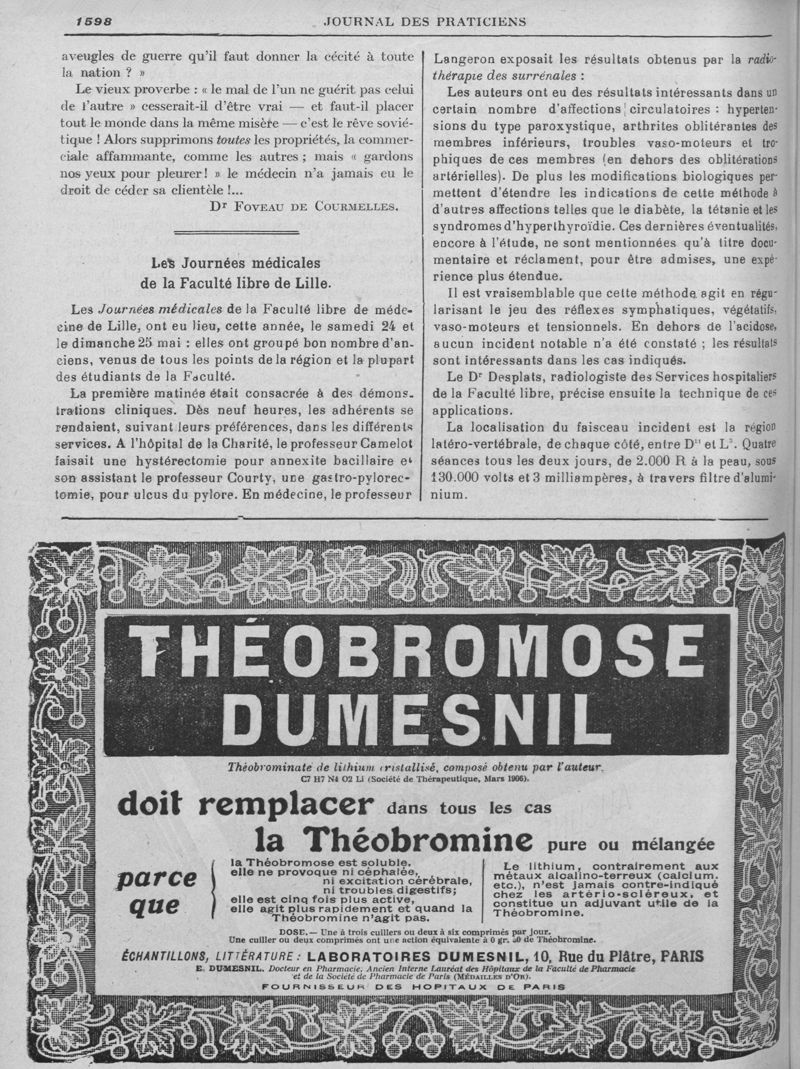 1598
JOURNAL DES PRATICIENS
aveugles de guerre qu'il faut donner la cécité à toute
la nation ? »
Le vieux proverbe : « le mal de l'un ne guérit pas celui
de l'autre » cesserait-il d'être vrai — et faut-il placer
tout le monde dans la même misère — c'est le rêve sovié-
tique ! Alors supprimons toutes les propriétés, la commer-
ciale affammante, comme les autres ; mais « gardons
nos yeux pour pleurer! » le médecin n'a jamais eu le
droit de céder sa clientèle !...
Dr FOVEAU DE COURMELLES.
Les Journées médicales
de la Faculté libre de Lille.
Les Journées médicales de la Faculté libre de méde-
cine de Lille, ont eu lieu, cette année, le samedi 24 et
le dimanche 25 mai : elles ont groupé bon nombre d'an-
ciens, venus de tous les points de la région et la plupart
des étudiants de la Faculté.
La première matinée était consacrée à des démons-
trations cliniques. Dès neuf heures, les adhérents se
rendaient, suivant leurs préférences, dans les différents
services. A l'hôpital de la Charité, le professeur Camelot
faisait une hystérectomie pour annexite bacillaire et
son assistant le professeur Courty, une gastro-pylorec-
tomie, pour ulcus du pylore. En médecine, le professeur
Langeron exposait les résultats obtenus par la radio-
thérapie des surrénales :
Les auteurs ont eu des résultats intéressants dans un
certain nombre d'affections circulatoires : hyperten-
sions du type paroxystique, arthrites oblitérantes des
membres inférieurs, troubles vaso-moteurs et tro-
phiques de ces membres (en dehors des oblitérations
artérielles). De plus les modifications biologiques per-
mettent d'étendre les indications de cette méthode à
d'autres affections telles que le diabète, la tétanie et les
syndromes d'hyperthyroïdie. Ces dernières éventualités,
encore à l'étude, ne sont mentionnées qu'à titre docu-
mentaire et réclament, pour être admises, une expé-
rience plus étendue.
Il est vraisemblable que cette méthode agit en régu-
larisant le jeu des réflexes sympathiques, végétatifs,
vaso-moteurs et tensionnels. En dehors de l'acidose,
aucun incident notable n'a été constaté ; les résultats
sont intéressants dans les cas indiqués.
Le Dr Desplats, radiologiste des Services hospitaliers
de la Faculté libre, précise ensuite la technique de ces
applications.
La localisation du faisceau incident est la région
latéro-vertébrale, de chaque côté, entre D et L. Quatre
séances tous les deux jours, de 2.000 R à la peau, sous
130.000 volts et 3 milliampères, à travers filtre d'alumi-
nium.
THÉOBROMOSE
DUMESNIL
Théobrominate de lithium cristallisé, composé obtenu par l'auteur.
C7 H7 N4 O2 Li (Société de Thérapeutique, Mars 1906).
doit remplacer dans tous les cas
la Théobromine pure ou mélangée
parce
que
la Théobromose est soluble,
elle ne provoque ni céphalée,
ni excitation cérébrale,
ni troubles digestifs;
elle est cinq fois plus active,
elle agit plus rapidement et quand la
Théobromine n'agit pas.
Le lithium, contrairement aux
métaux alcalino-terreux (calcium,
etc.), n'est jamais contre-indiqué
chez les artério-scléreux, et
constitue un adjuvant utile de la
Théobromine.
DOSE. — Une à trois cuillers ou deux à six comprimés par jour.
Une cuiller ou deux comprimés ont une action équivalente à 0 gr. 50 de Théobromine.
ÉCHANTILLONS, LITTÉRATURE : LABORATOIRES DUMESNIL, 10, Rue du Plâtre, PARIS
E. DUMESNIL, Docteur en Pharmacie, Ancien Interne Lauréat des Hôpitaux de la Faculté de Pharmacie
et de la Société de Pharmacie de Paris (MÉDAILLES D'OR).
FOURNISSEUR DES HOPITAUX DE PARIS